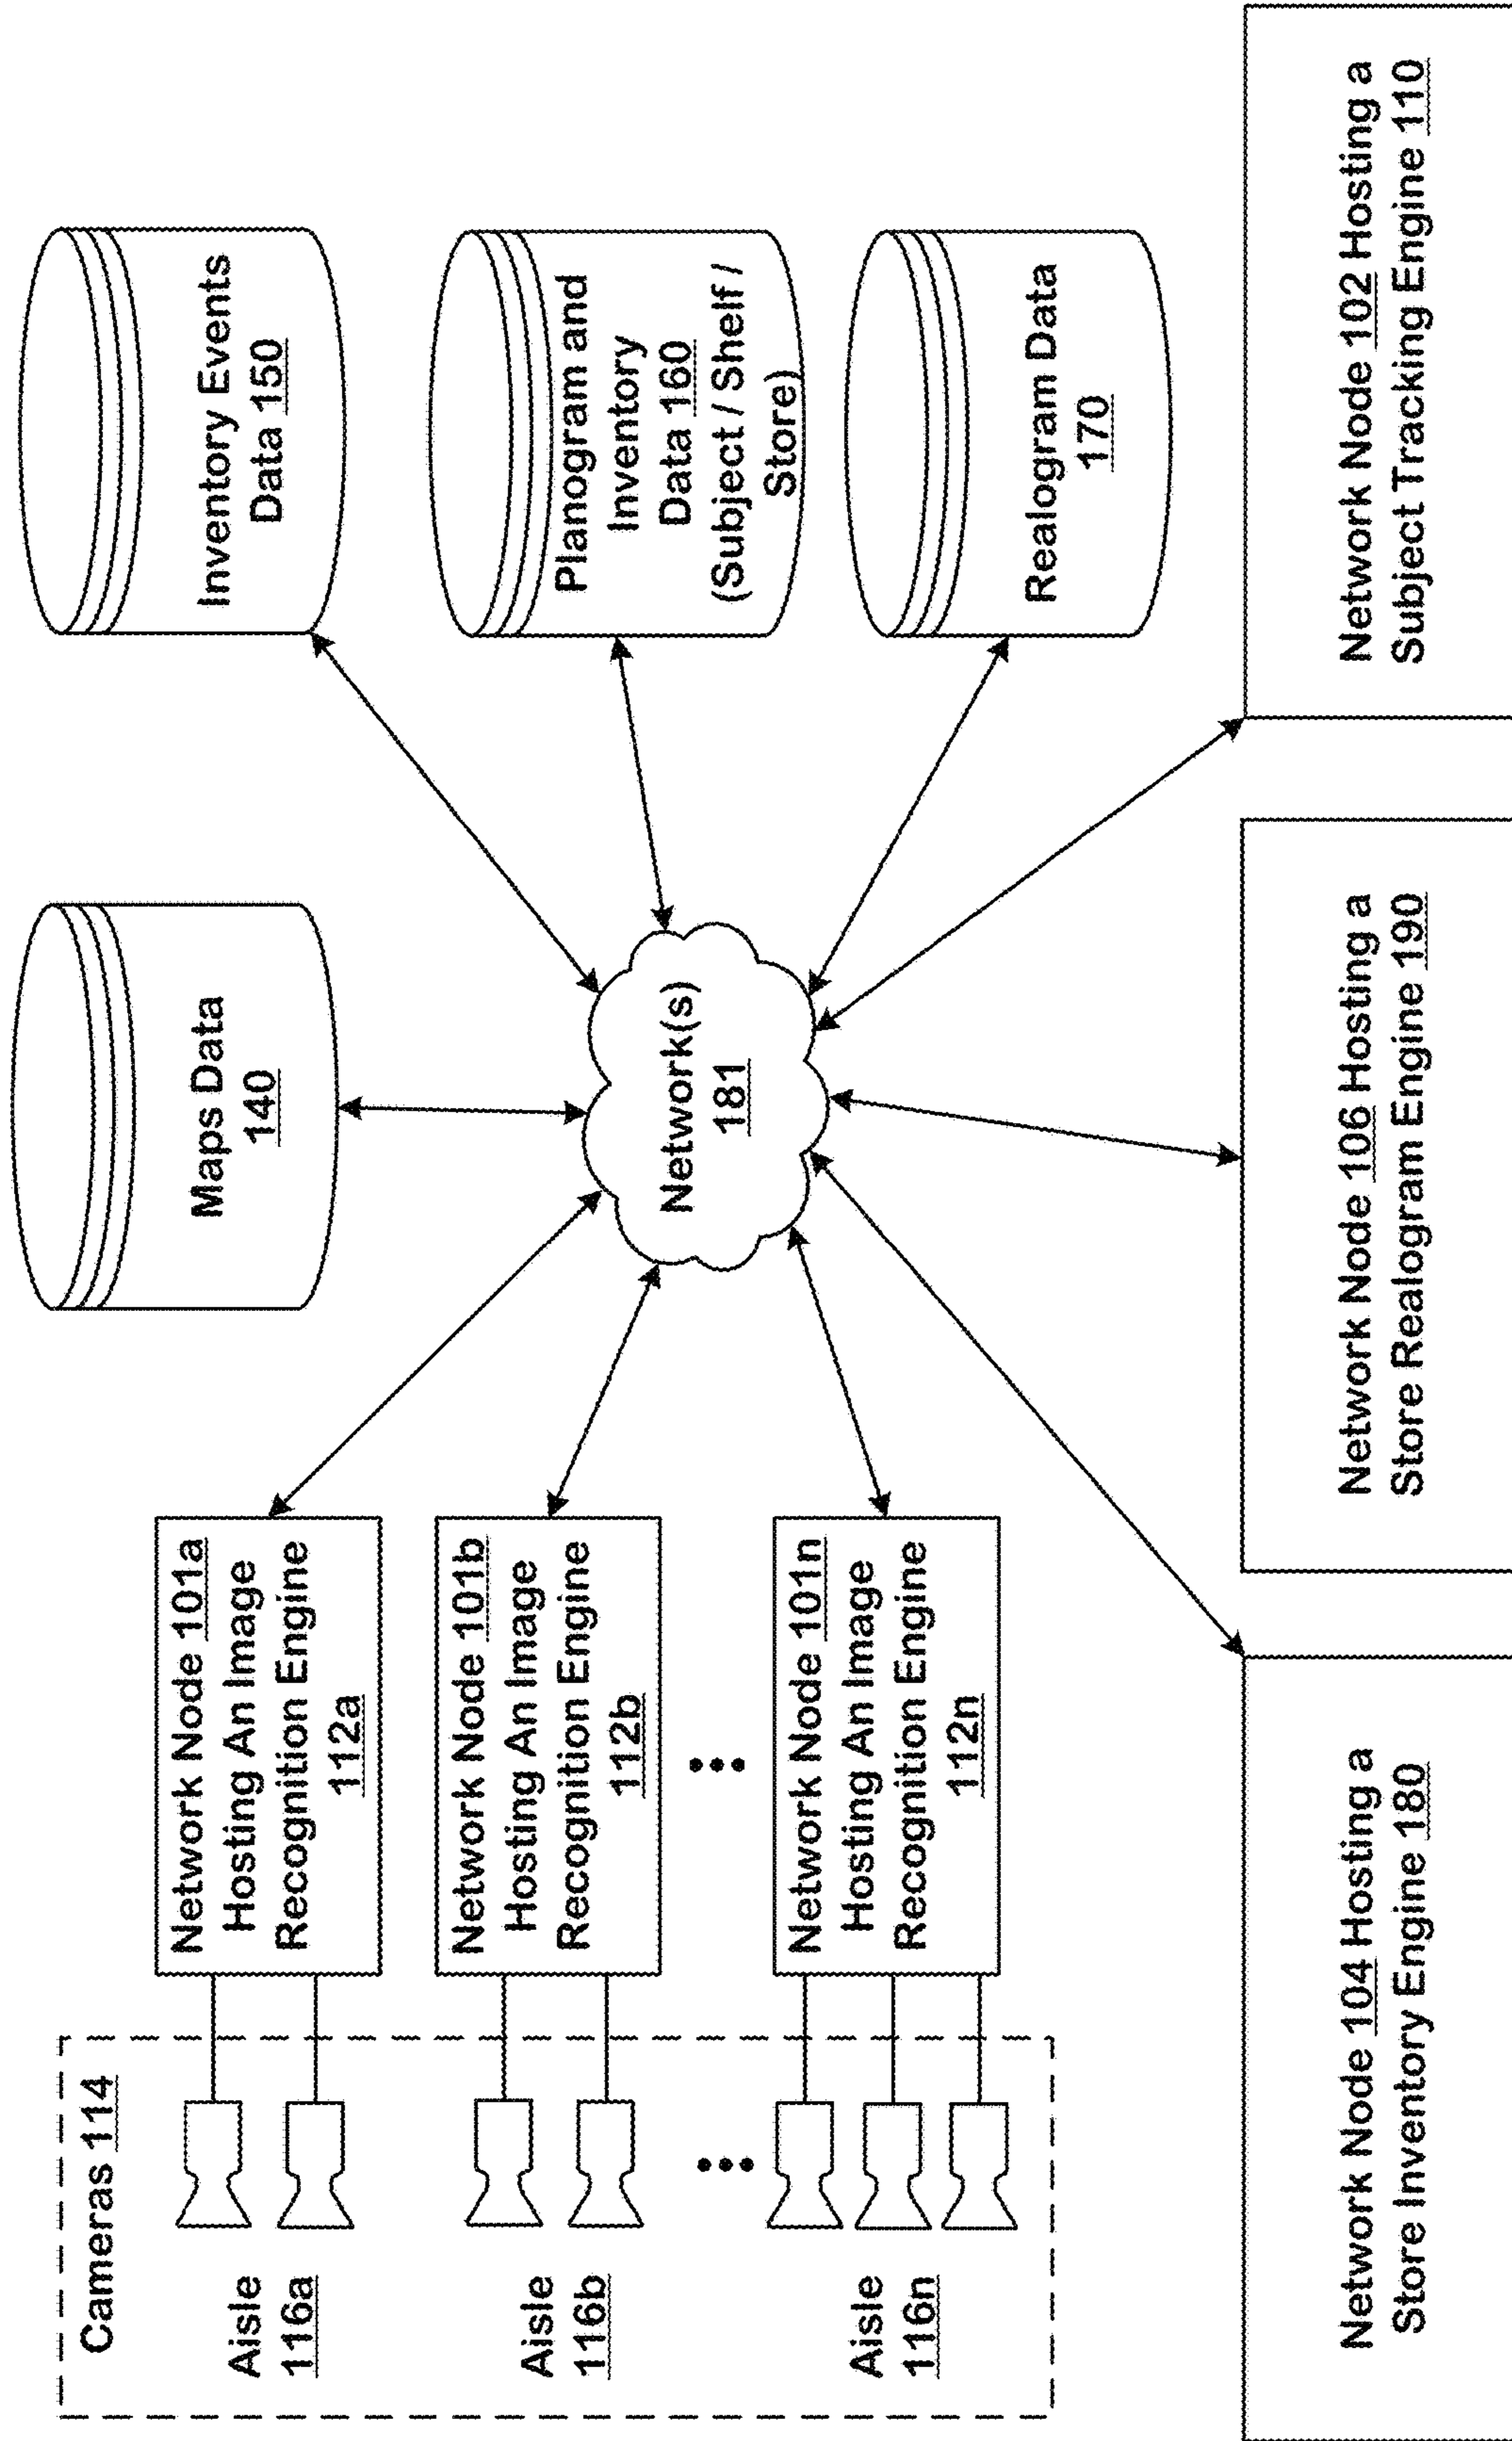 Cameras 114
Aisle
116a
Aisle
116b
Aisle
116n
Network Node 101a
Hosting An Image
Recognition Engine
112a
Network Node 101b
Hosting An Image
Recognition Engine
112b
Network Node 101n
Hosting An Image
Recognition Engine
112n
Maps Data
140
Network(s)
181
Inventory Events
Data 150
Planogram and
Inventory
Data 160
(Subject / Shelf /
Store)
Realogram Data
170
Network Node 104 Hosting a
Store Inventory Engine 180
Network Node 106 Hosting a
Store Realogram Engine 190
Network Node 102 Hosting a
Subject Tracking Engine 110